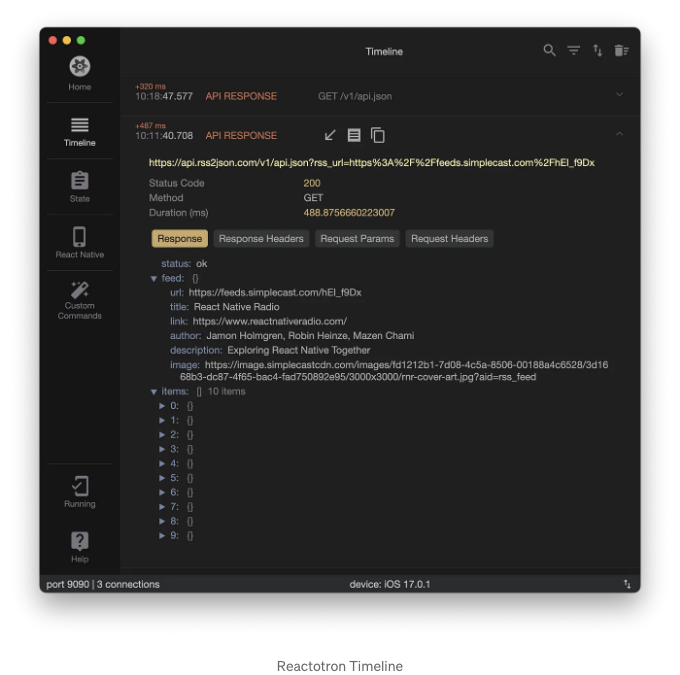 Timeline
Home
Timeline
State
React Native
Custom
Commands
Running
Help
+320 ms
10:18:47.577 API RESPONSE GET /v1/api.json
+487 ms
10:11:40.708 API RESPONSE
https://api.rss2json.com/v1/api.json?rss_url=https%3A%2F%2Ffeeds.simplecast.com%2FhEI_f9Dx
Status Code 200
Method GET
Duration (ms) 488.8756660223007
Response Response Headers Request Params Request Headers
status: ok
▼ feed: {}
url: https://feeds.simplecast.com/hEI_f9Dx
title: React Native Radio
link: https://www.reactnativeradio.com/
author: Jamon Holmgren, Robin Heinze, Mazen Chami
description: Exploring React Native Together
image: https://image.simplecastcdn.com/images/fd1212b1-7d08-4c5a-8506-00188a4c6528/3d16
68b3-dc87-4f65-bac4-fad750892e95/3000x3000/rnr-cover-art.jpg?aid=rss_feed
▼ items: [] 10 items
▶ 0: {}
▶ 1: {}
▶ 2: {}
▶ 3: {}
▶ 4: {}
▶ 5: {}
▶ 6: {}
▶ 7: {}
▶ 8: {}
▶ 9: {}
port 9090 | 3 connections device: iOS 17.0.1
Reactotron Timeline